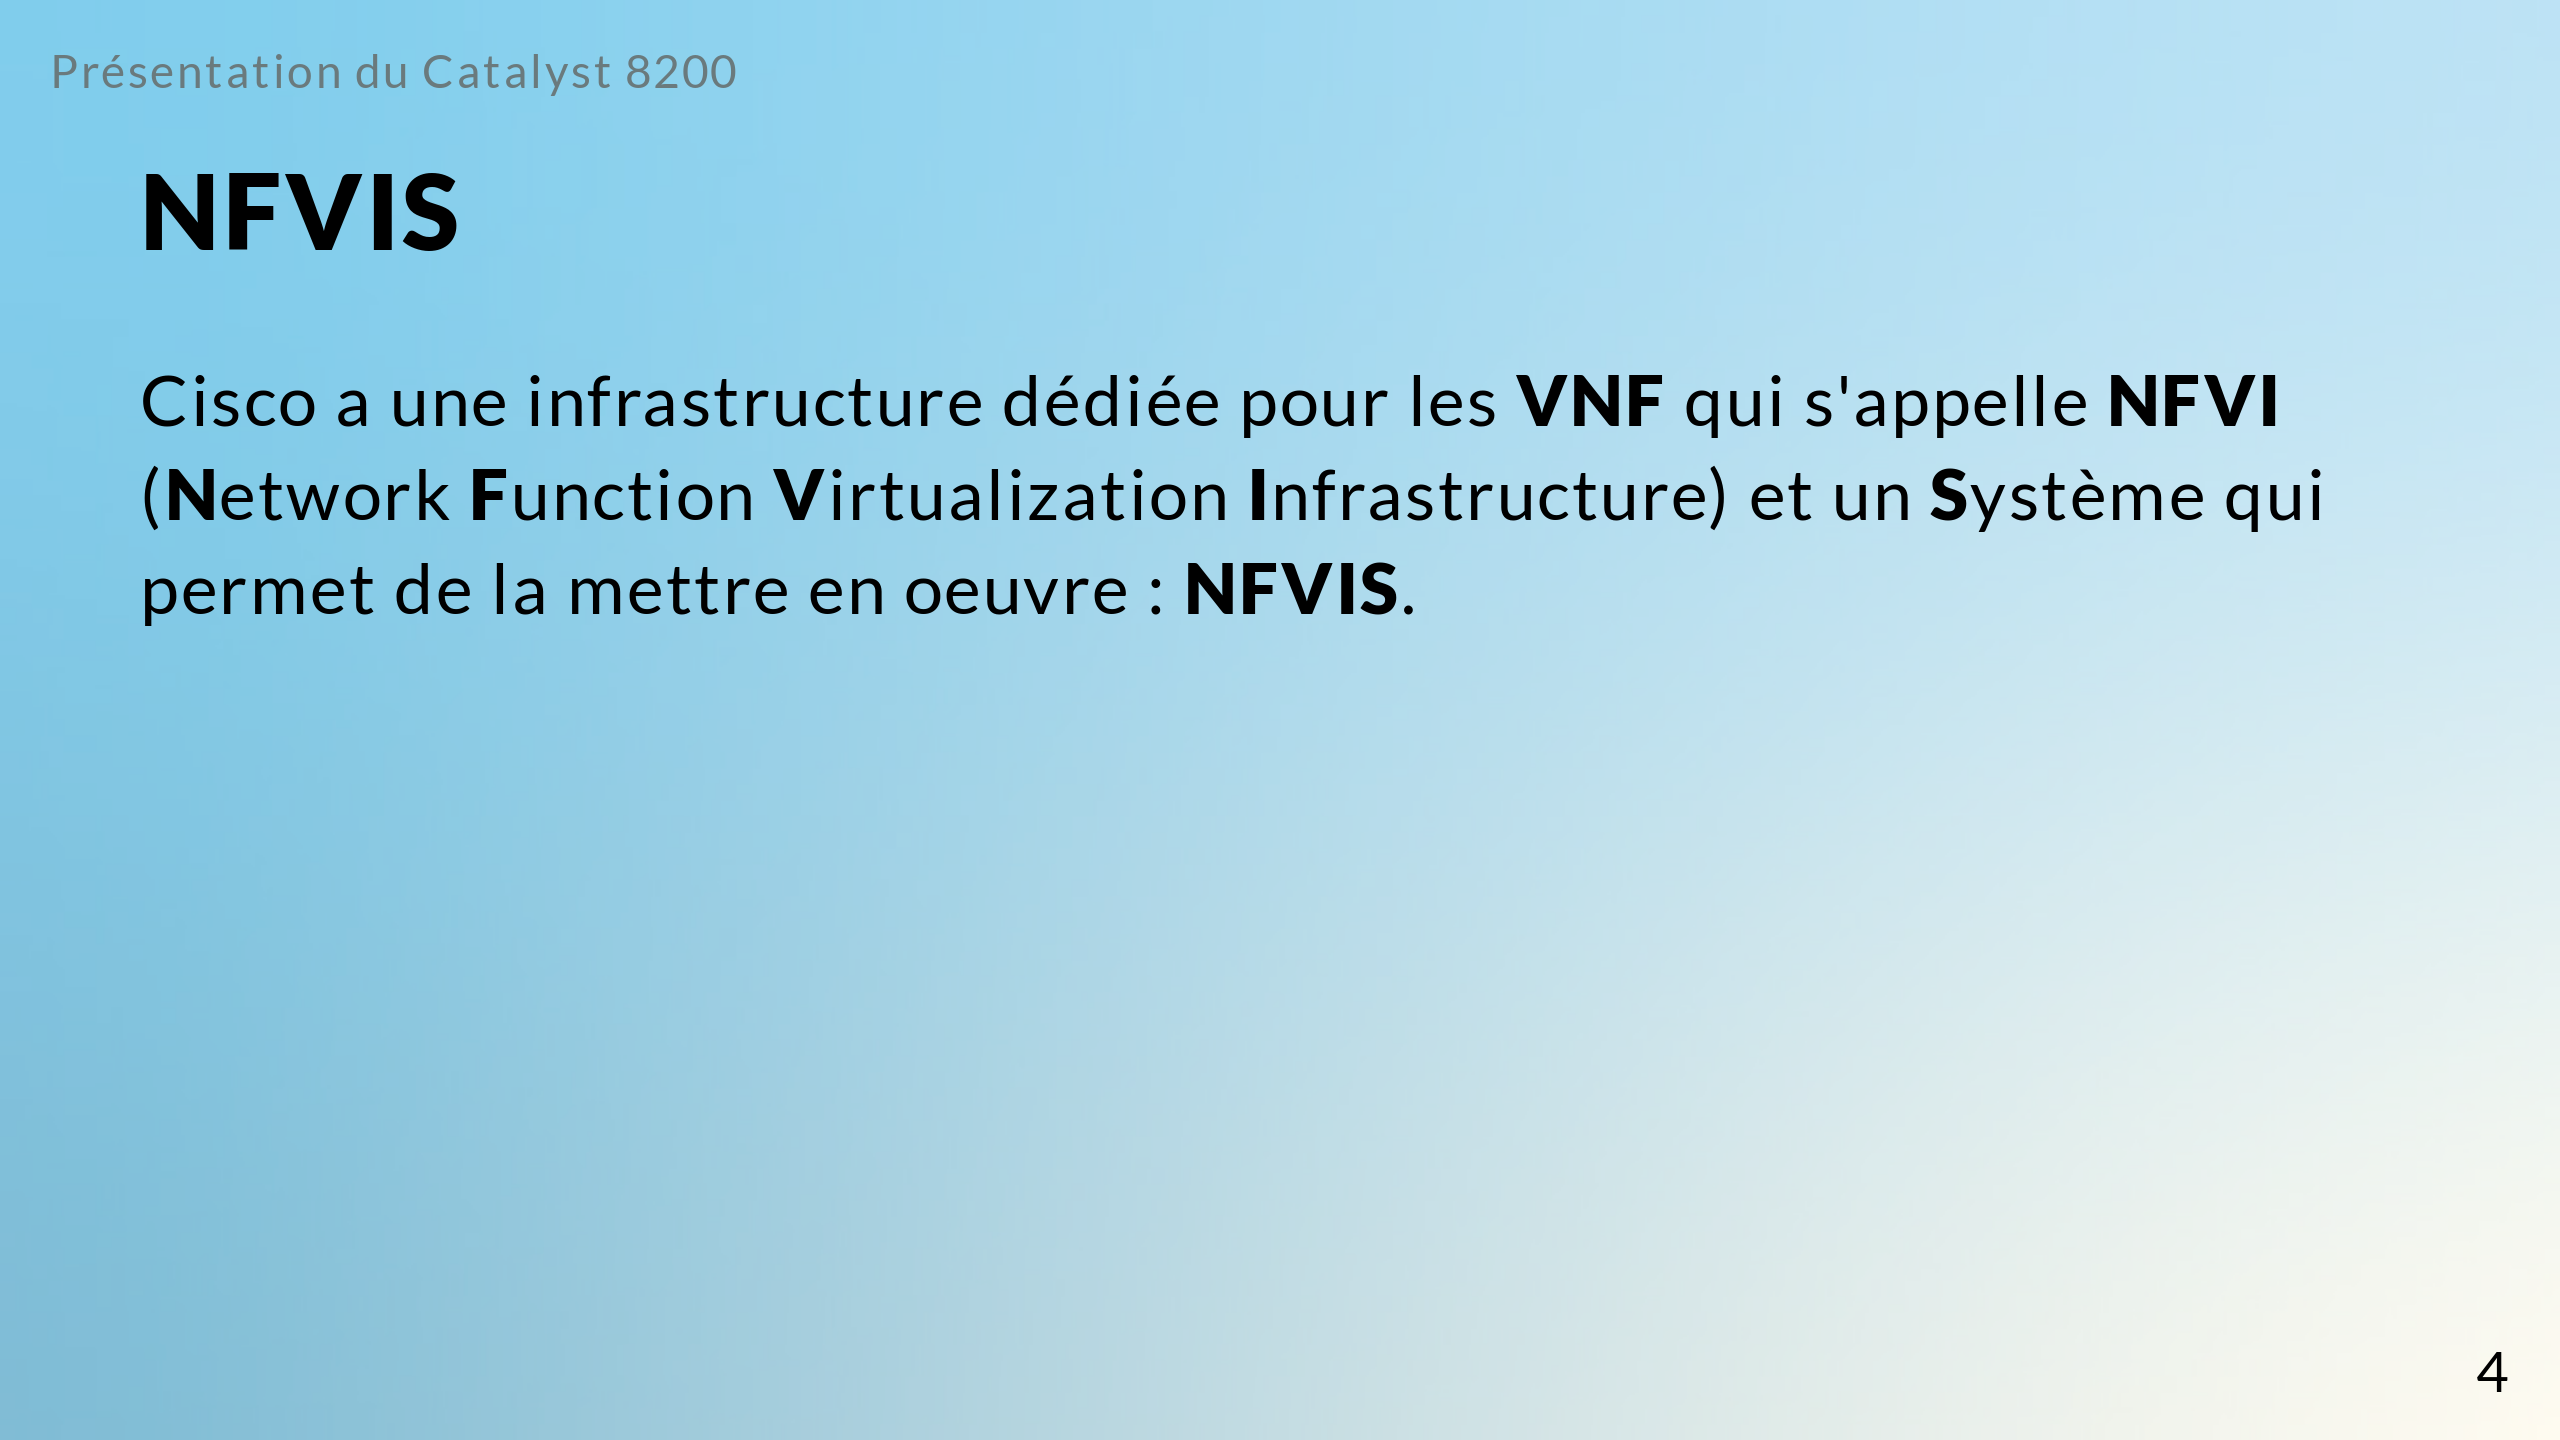 Présentation du Catalyst 8200
NFVIS
Cisco a une infrastructure dédiée pour les VNF qui s'appelle NFVI
(Network Function Virtualization Infrastructure) et un Système qui
permet de la mettre en oeuvre : NFVIS.
4